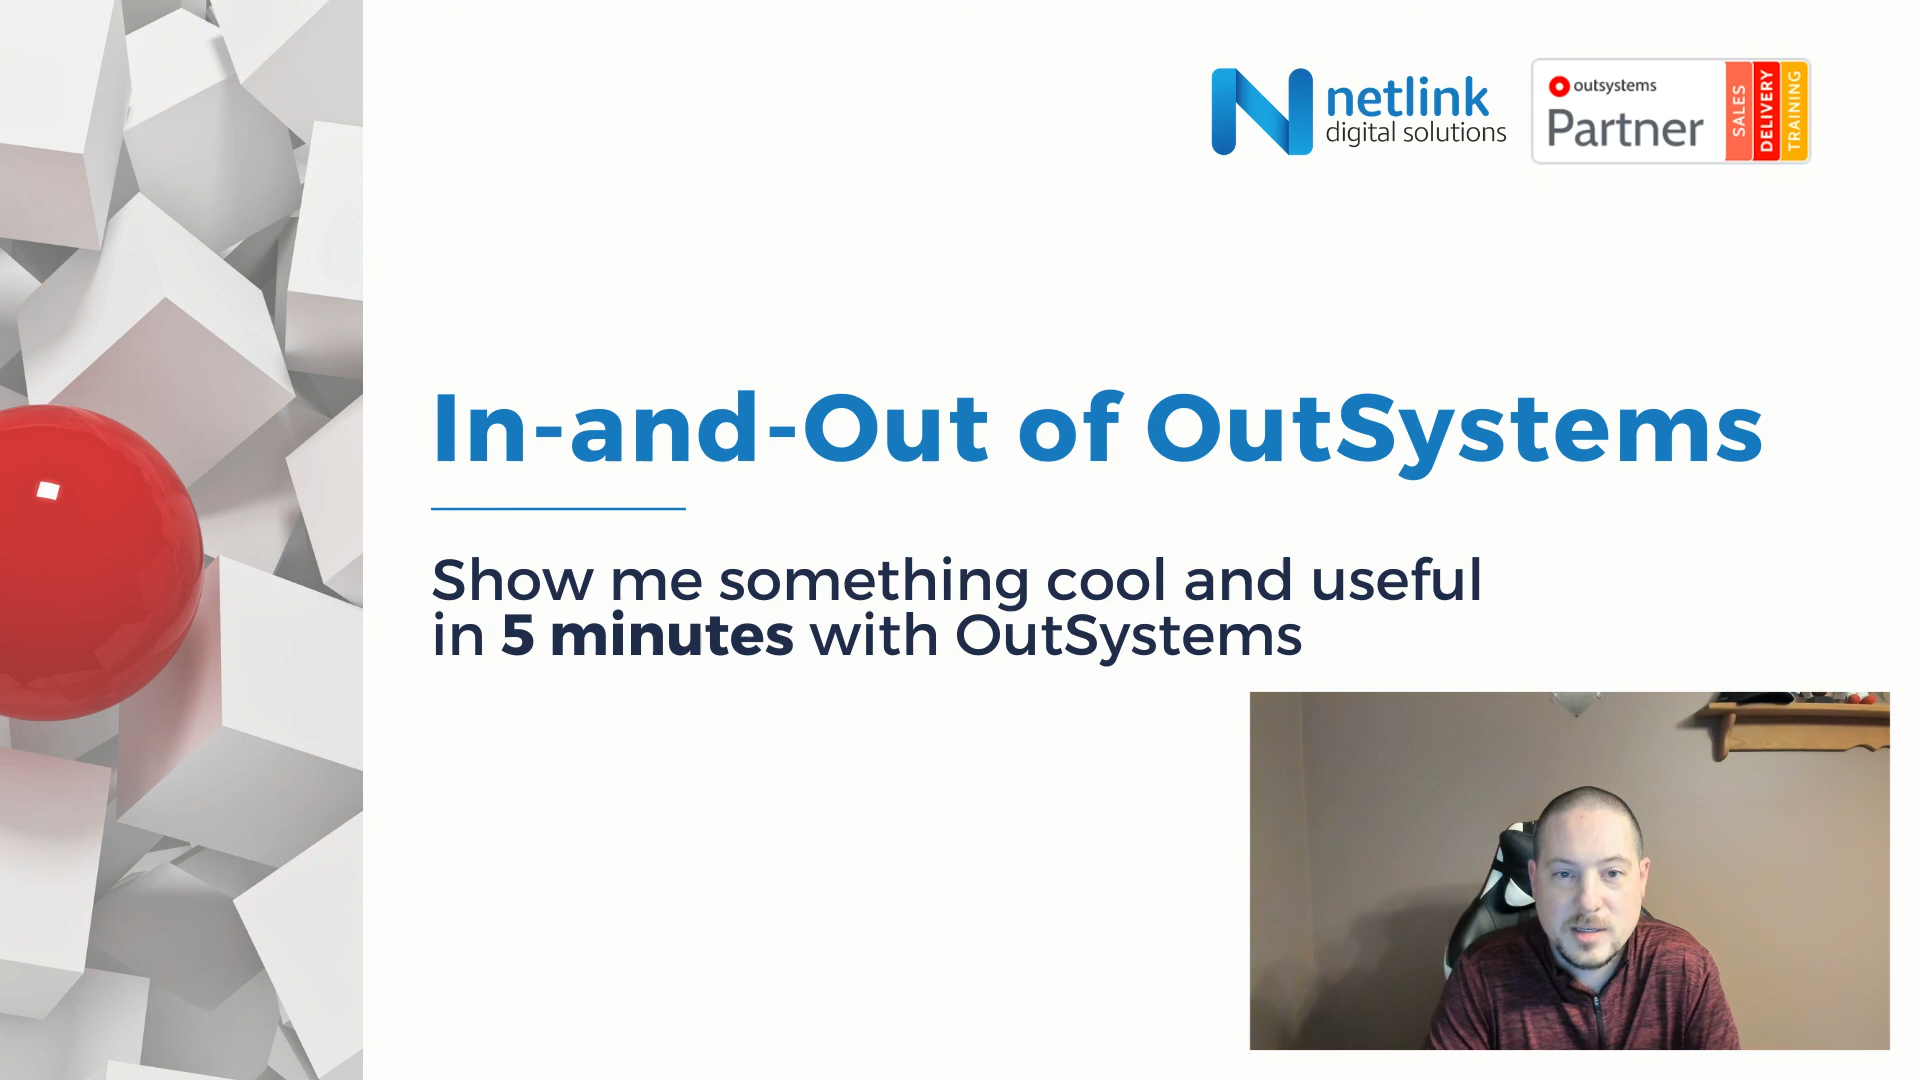 netlink
digital solutions
outsystems
Partner
SALES
DELIVERY
TRAINING
In-and-Out of OutSystems
Show me something cool and useful
in 5 minutes with OutSystems